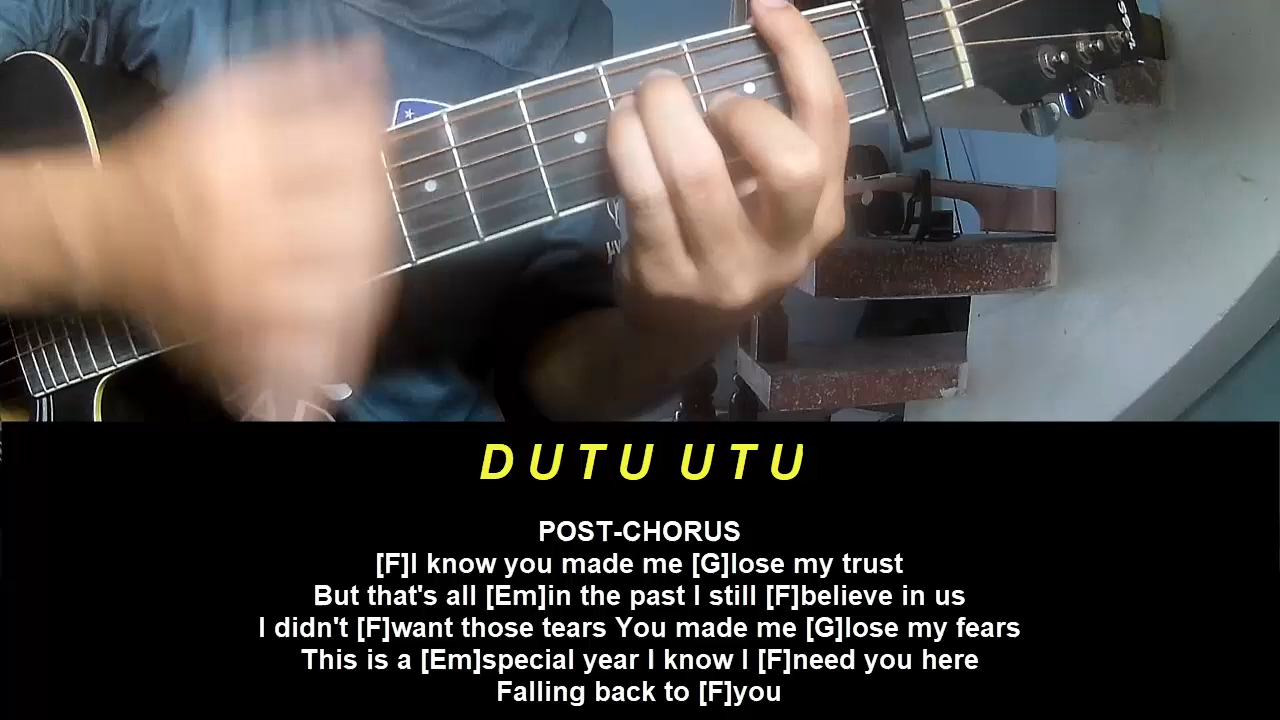 D U T U U T U
POST-CHORUS
[F]I know you made me [G]lose my trust
But that's all [Em]in the past I still [F]believe in us
I didn't [F]want those tears You made me [G]lose my fears
This is a [Em]special year I know I [F]need you here
Falling back to [F]you